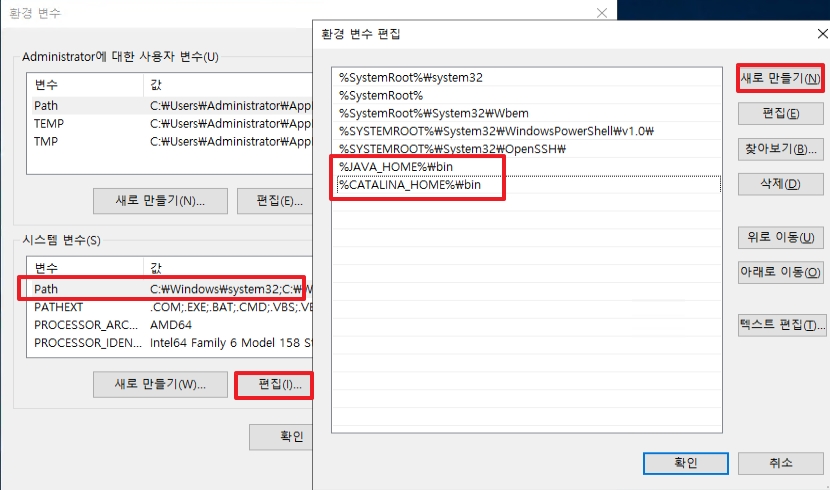 환경 변수
Administrator에 대한 사용자 변수(U)
변수 값
Path C:₩Users₩Administrator₩App
TEMP C:₩Users₩Administrator₩App
TMP C:₩Users₩Administrator₩App
새로 만들기(N)...
편집(E)...
시스템 변수(S)
변수 값
Path C:₩Windows₩system32;C:₩W
PATHEXT .COM;.EXE;.BAT;.CMD;.VBS;.VB
PROCESSOR_ARC... AMD64
PROCESSOR_IDEN... Intel64 Family 6 Model 158 St
새로 만들기(W)...
편집(I)...
확인
환경 변수 편집
%SystemRoot%₩system32
%SystemRoot%
%SystemRoot%₩System32₩Wbem
%SYSTEMROOT%₩System32₩WindowsPowerShell₩v1.0₩
%SYSTEMROOT%₩System32₩OpenSSH₩
%JAVA_HOME%₩bin
%CATALINA_HOME%₩bin
새로 만들기(N)
편집(E)
찾아보기(B)...
삭제(D)
위로 이동(U)
아래로 이동(O)
텍스트 편집(T)...
확인
취소